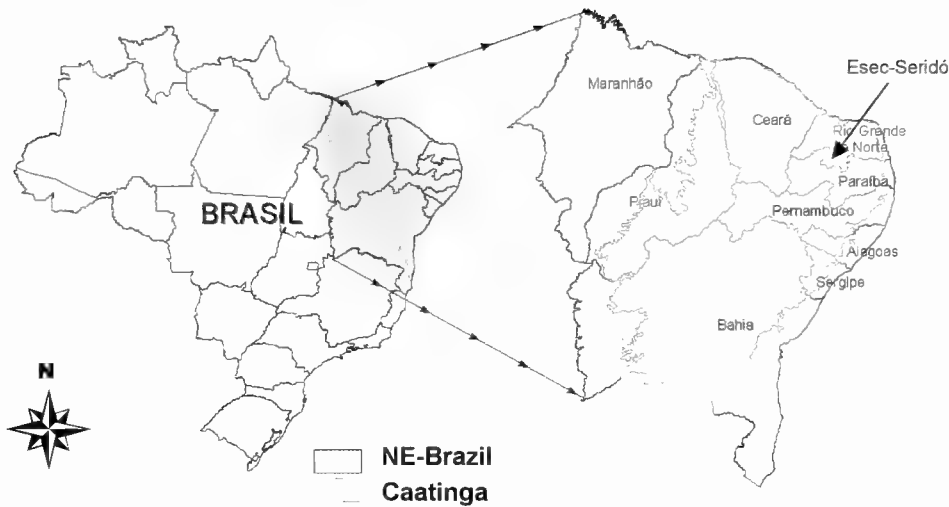 Esec-Seridó
Maranhão
Ceará
Rio Grande
Norte
Paraíba
Piauí
Pernambuco
BRASIL
Alagoas
Sergipe
Bahia
N
NE-Brazil
Caatinga